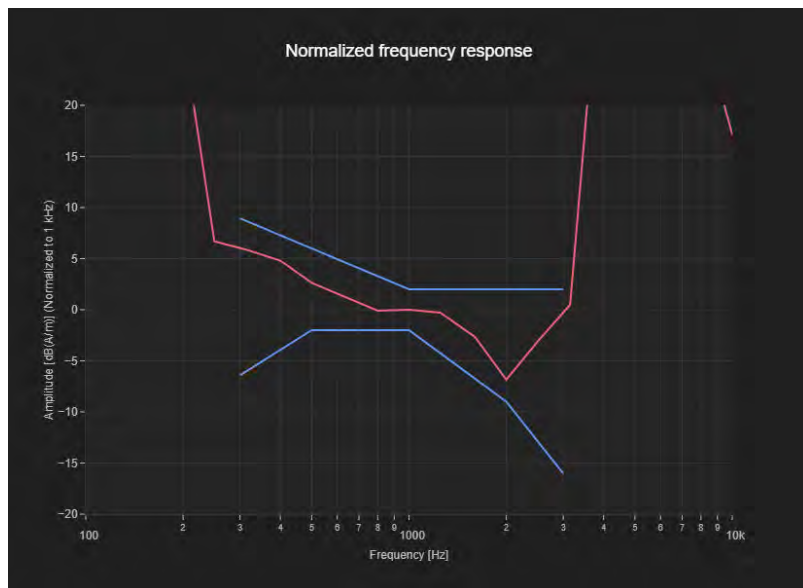 Normalized frequency response
Amplitude [dB(A/m)] (Normalized to 1 kHz)
20
15
10
5
0
−5
−10
−15
−20
100 2 3 4 5 6 7 8 9 1000 2 3 4 5 6 7 8 9 10k
Frequency [Hz]